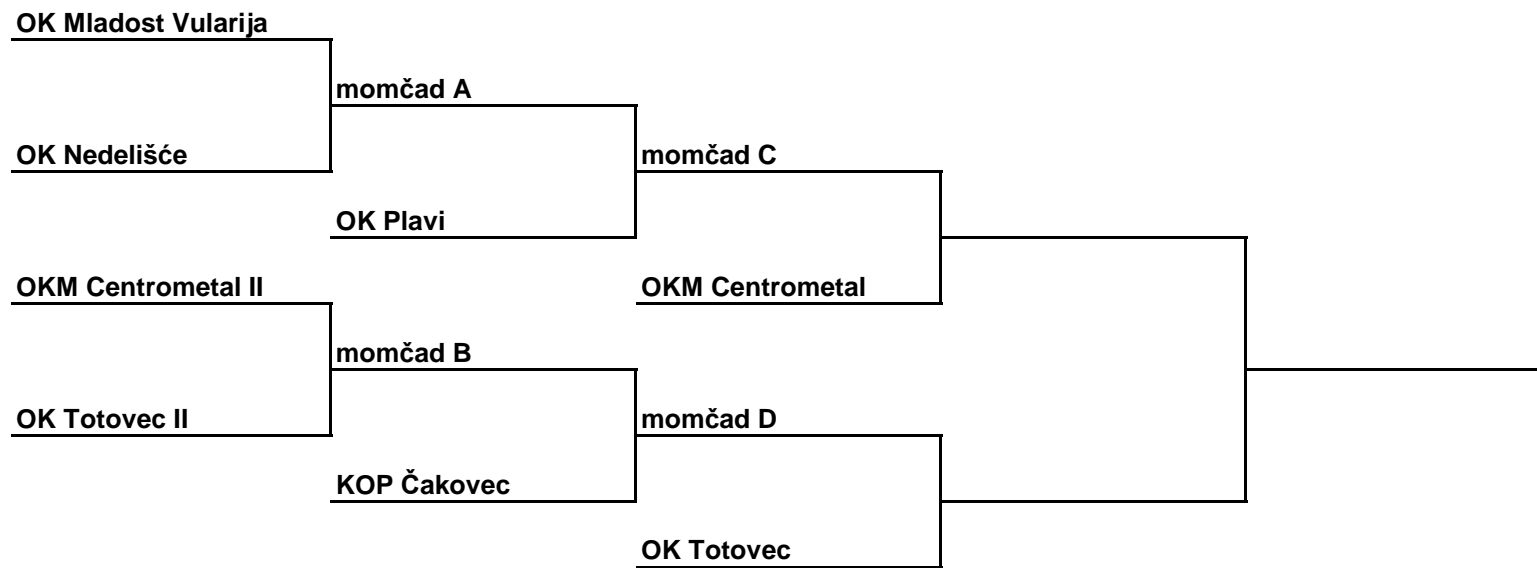 OK Mladost Vularija
momčad A
OK Nedelišće
momčad C
OK Plavi
OKM Centrometal II
OKM Centrometal
momčad B
OK Totovec II
momčad D
KOP Čakovec
OK Totovec